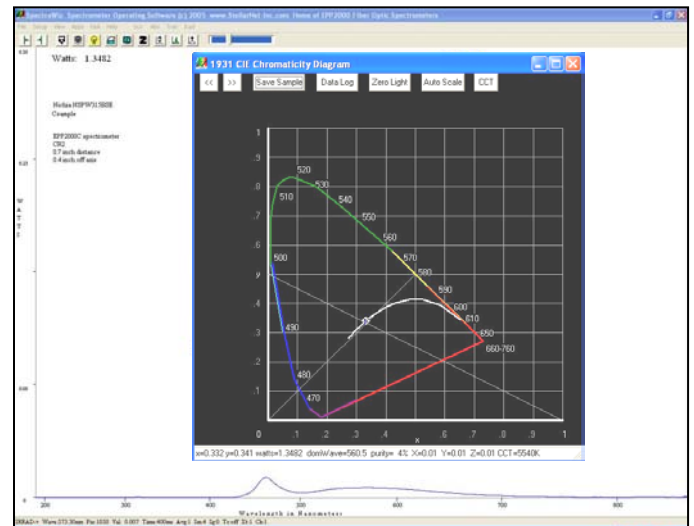 SpectraWiz Spectrometer Operating Software (c) 2005 www.StellarNet-Inc.com Home of EPP2000 Fiber Optic Spectrometers
File Setup View
Watts: 1.3482
Example
EPP2000C spectrometer
CR2
0.7 inch distance
0.4 inch off axis
W
A
T
T
S
1931 CIE Chromaticity Diagram
<< >> Save Sample Data Log Zero Light Auto Scale CCT
1
.9
.8
.7
.6
y
.4
.3
.2
.1
520
530
510
540
550
560
500
570
580
590
600
610
490
650
660-760
480
470
0 .1 .2 .3 .4 x .6 .7 .8 .9 1
x=0.332 y=0.341 watts=1.3482 domWave=560.5 purity= 4% X=0.01 Y=0.01 Z=0.01 CCT=5540K
200 300 400 500 600 700 800
Wavelength in Nanometers